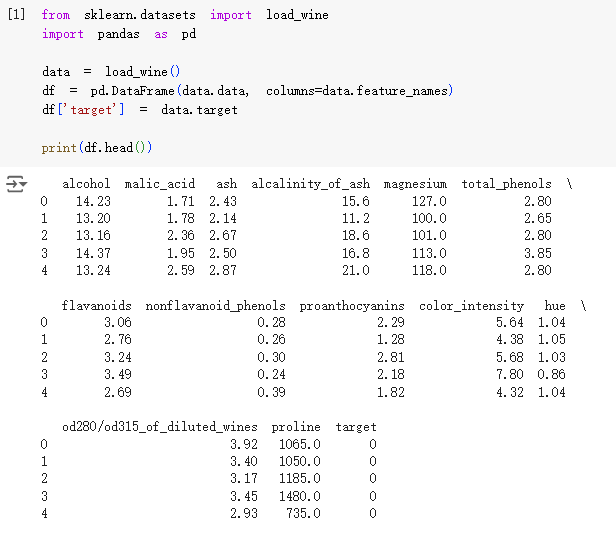 [1] from sklearn.datasets import load_wine
import pandas as pd
data = load_wine()
df = pd.DataFrame(data.data, columns=data.feature_names)
df['target'] = data.target
print(df.head())
alcohol malic_acid ash alcalinity_of_ash magnesium total_phenols \
0 14.23 1.71 2.43 15.6 127.0 2.80
1 13.20 1.78 2.14 11.2 100.0 2.65
2 13.16 2.36 2.67 18.6 101.0 2.80
3 14.37 1.95 2.50 16.8 113.0 3.85
4 13.24 2.59 2.87 21.0 118.0 2.80
flavanoids nonflavanoid_phenols proanthocyanins color_intensity hue \
0 3.06 0.28 2.29 5.64 1.04
1 2.76 0.26 1.28 4.38 1.05
2 3.24 0.30 2.81 5.68 1.03
3 3.49 0.24 2.18 7.80 0.86
4 2.69 0.39 1.82 4.32 1.04
od280/od315_of_diluted_wines proline target
0 3.92 1065.0 0
1 3.40 1050.0 0
2 3.17 1185.0 0
3 3.45 1480.0 0
4 2.93 735.0 0